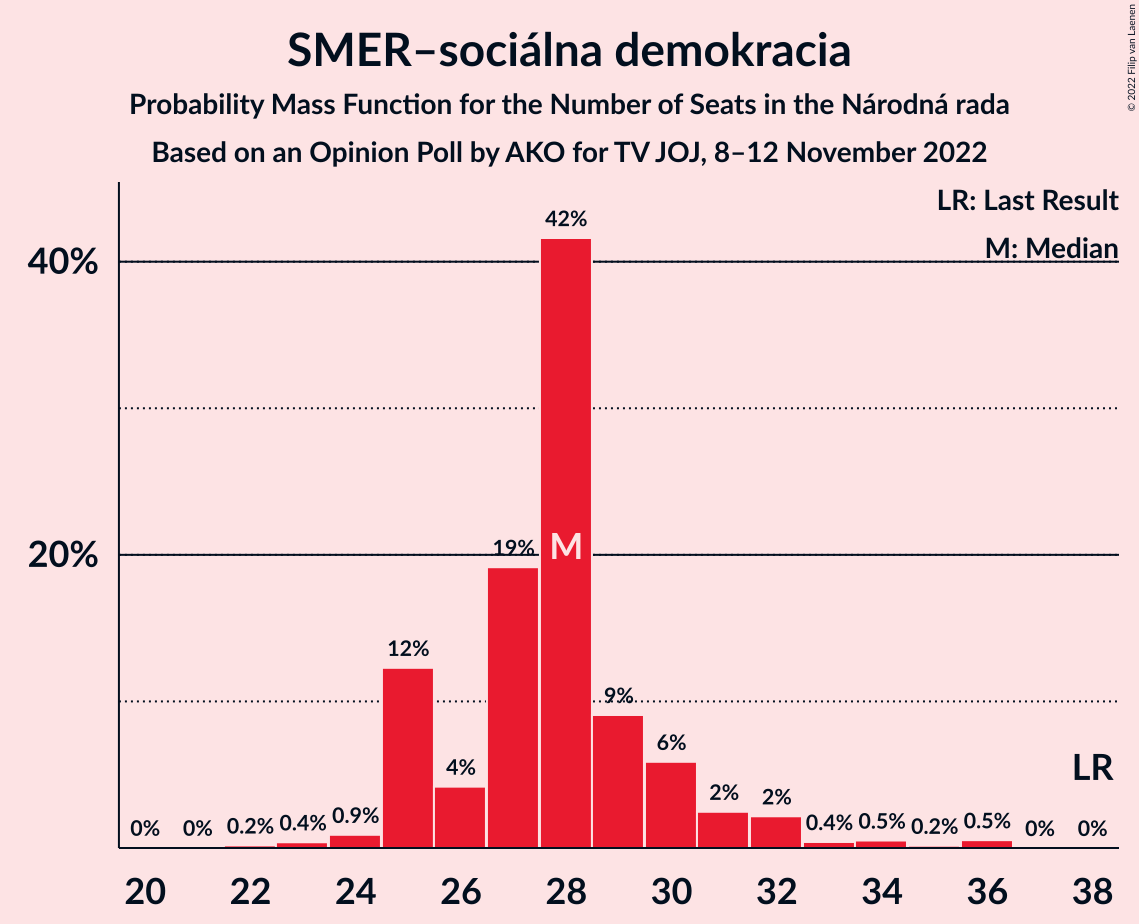 SMER–sociálna demokracia
Probability Mass Function for the Number of Seats in the Národná rada
Based on an Opinion Poll by AKO for TV JOJ, 8–12 November 2022
© 2022 Filip van Laenen
LR: Last Result
M: Median
40%
20%
0% 0% 0.2% 0.4% 0.9% 12% 4% 19% 42% 9% 6% 2% 2% 0.4% 0.5% 0.2% 0.5% 0% 0%
M
LR
20 22 24 26 28 30 32 34 36 38